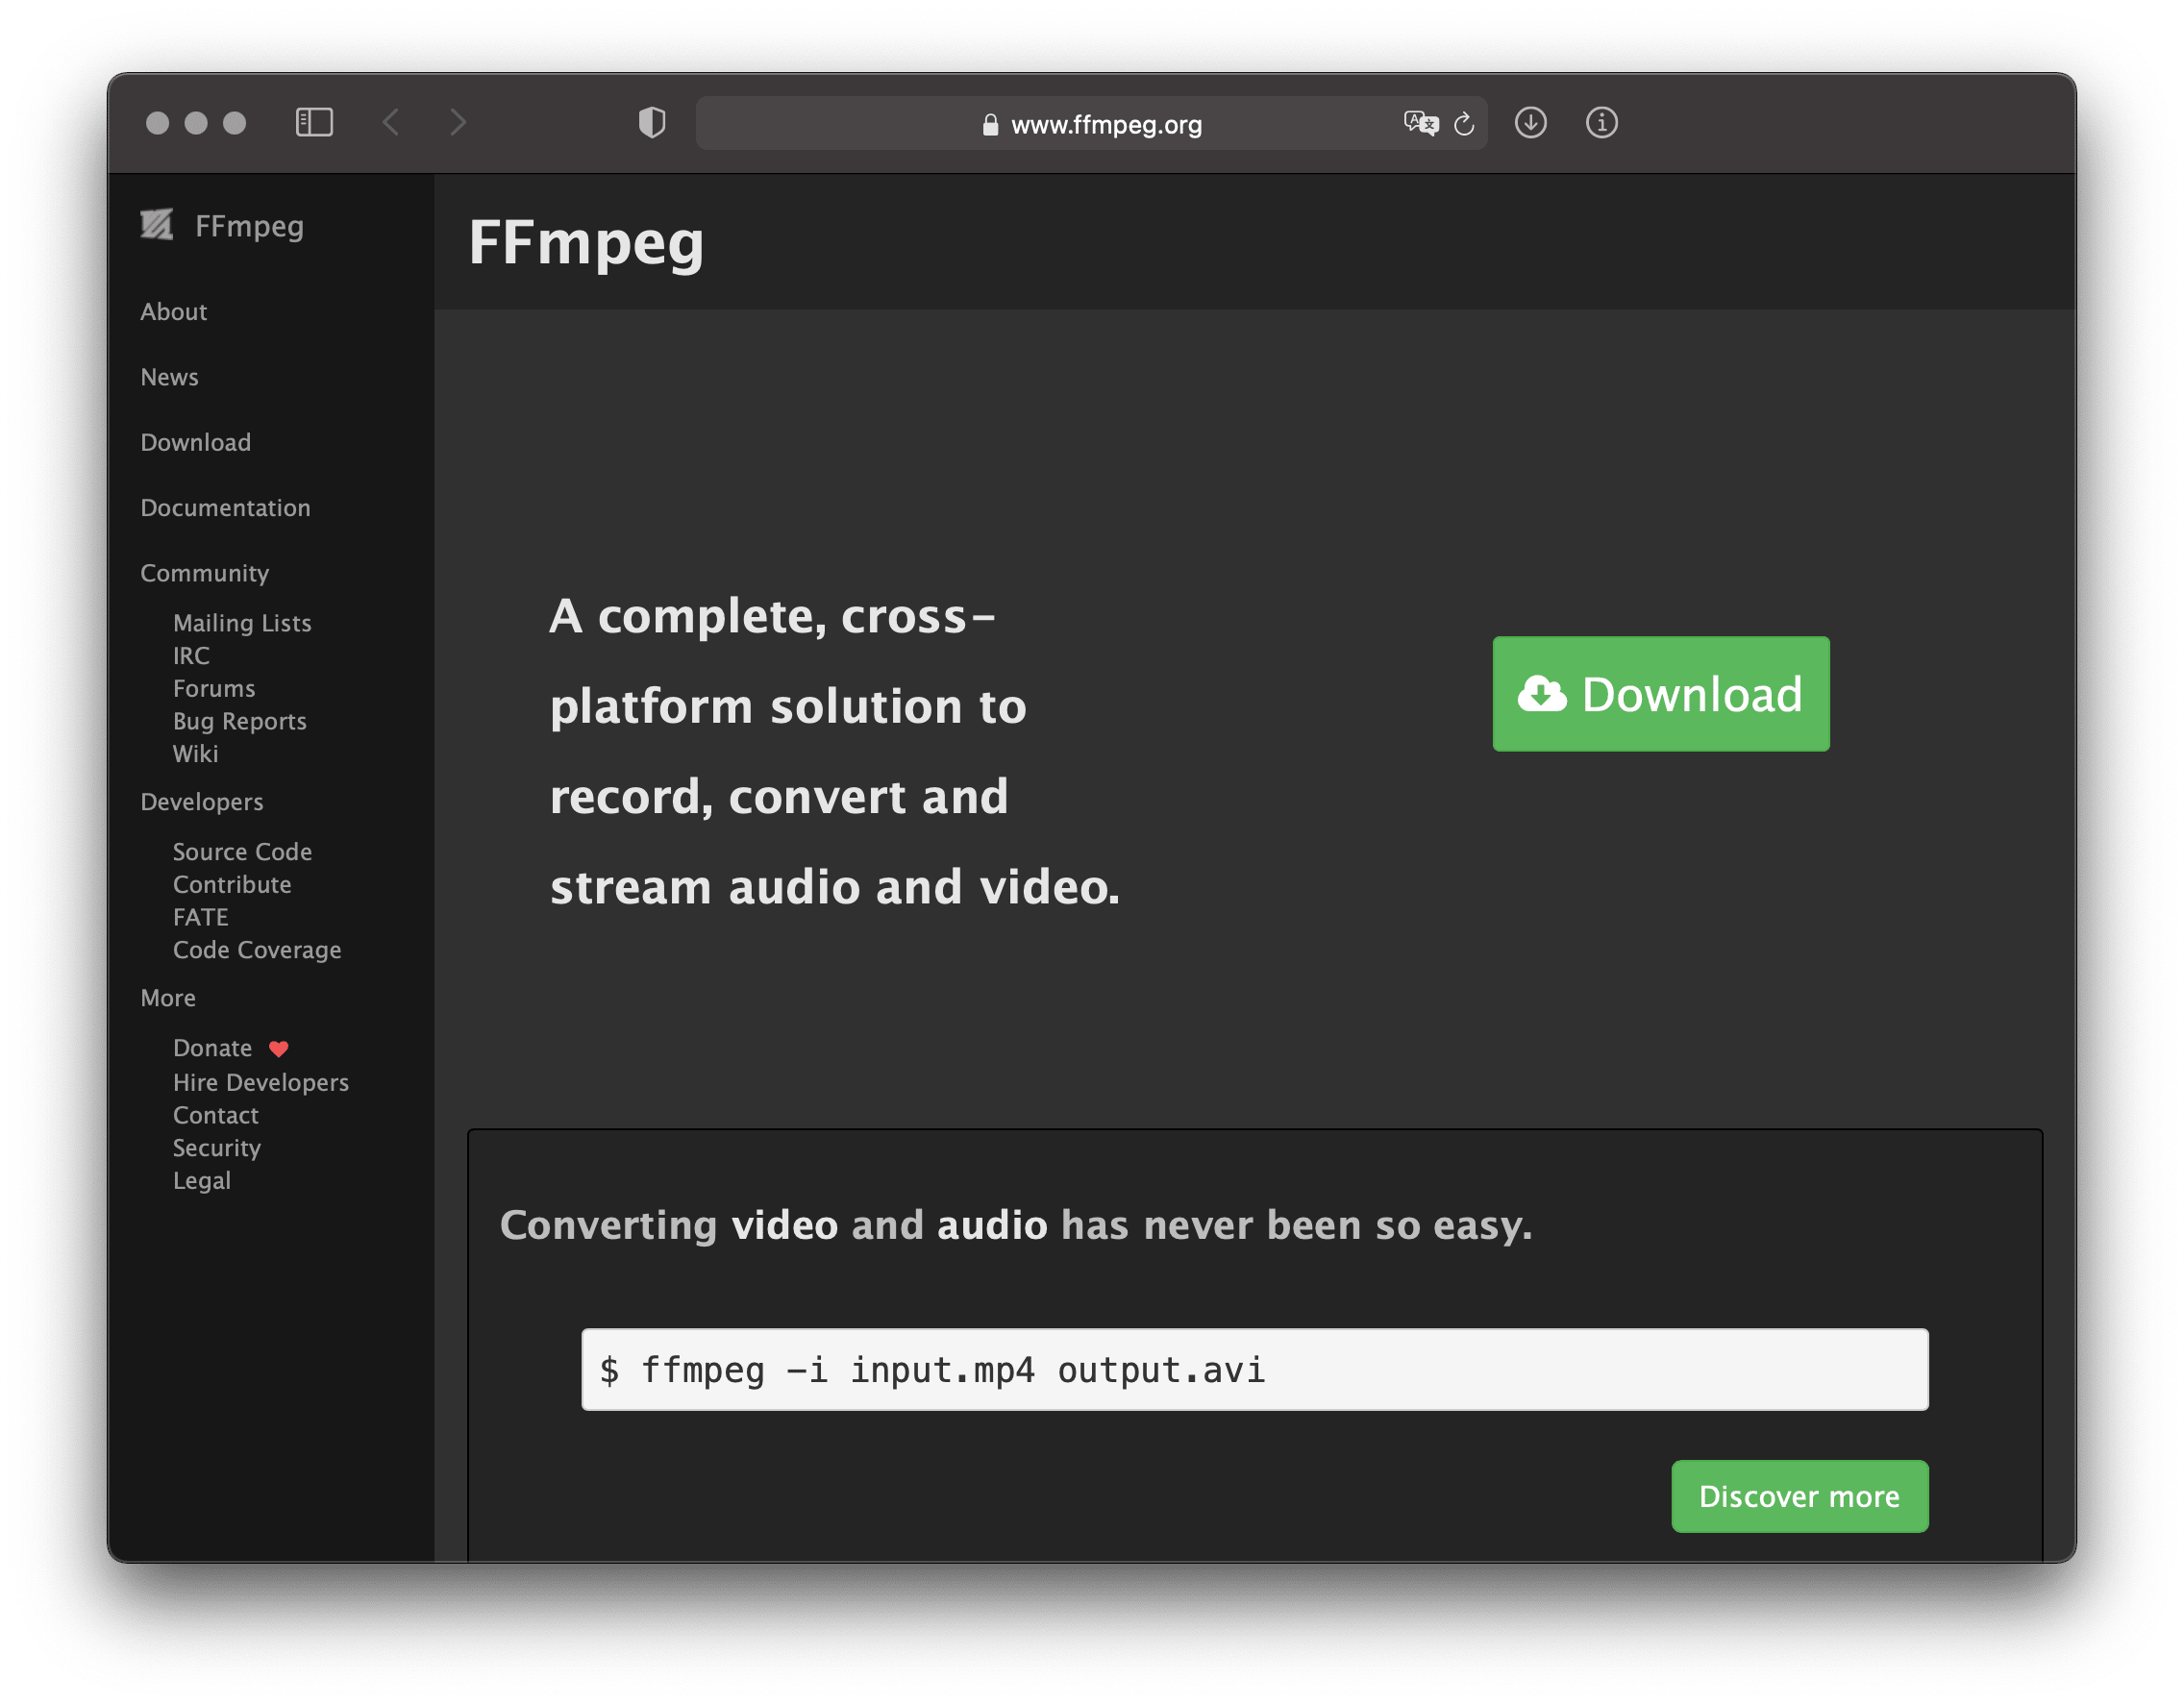 www.ffmpeg.org
FFmpeg
About
News
Download
Documentation
Community
Mailing Lists
IRC
Forums
Bug Reports
Wiki
Developers
Source Code
Contribute
FATE
Code Coverage
More
Donate
Hire Developers
Contact
Security
Legal
FFmpeg
A complete, cross-
platform solution to
record, convert and
stream audio and video.
Download
Converting video and audio has never been so easy.
$ ffmpeg -i input.mp4 output.avi
Discover more